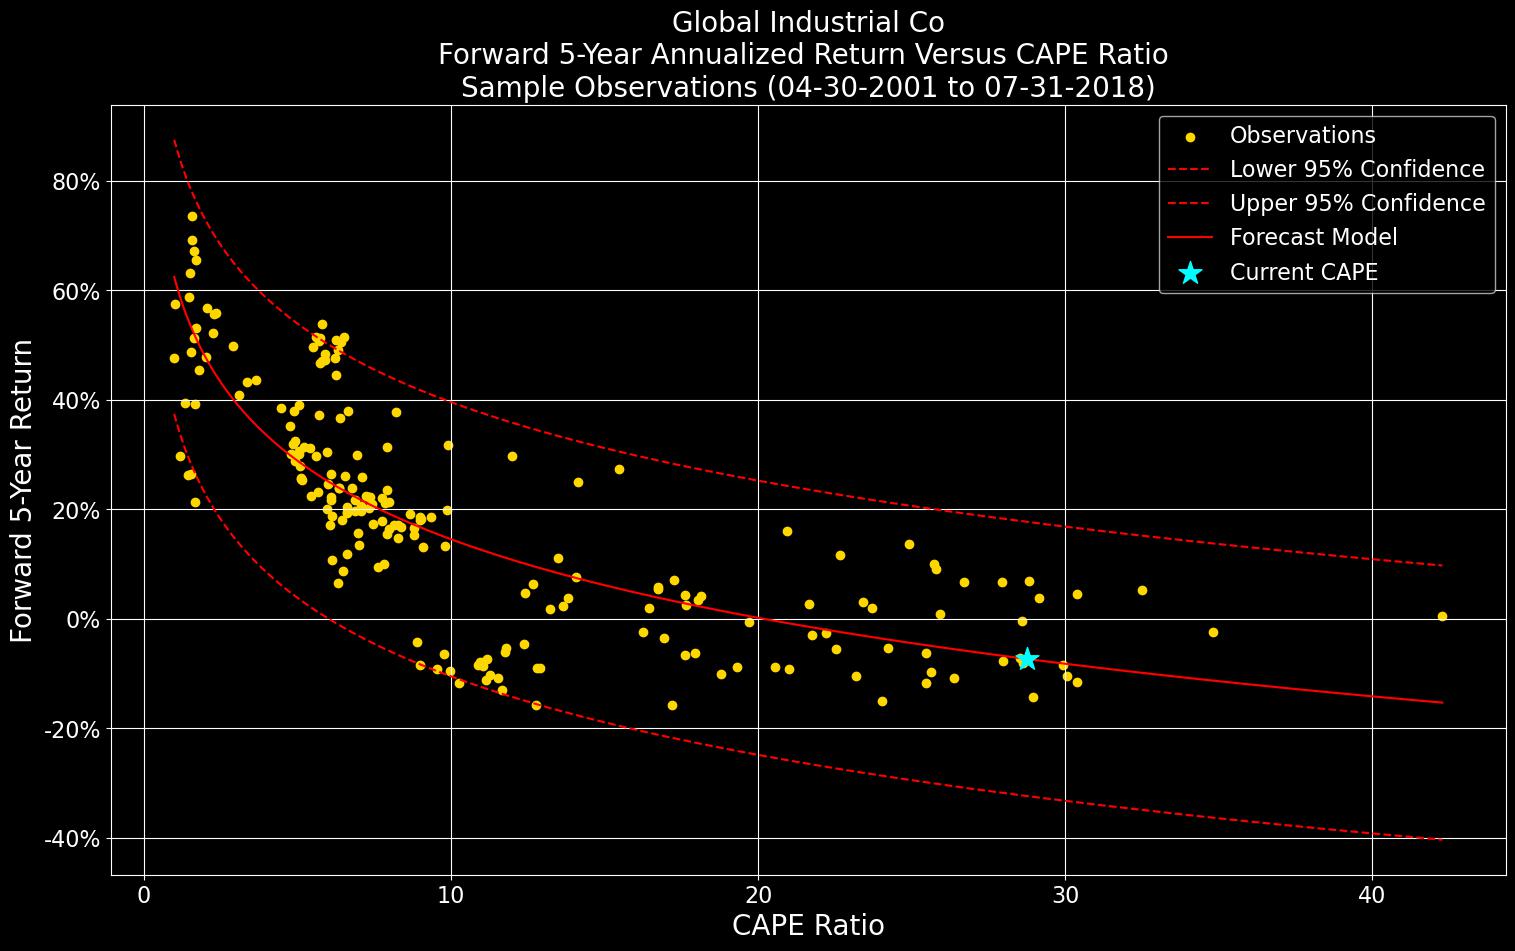 Global Industrial Co
Forward 5-Year Annualized Return Versus CAPE Ratio
Sample Observations (04-30-2001 to 07-31-2018)
Observations
Lower 95% Confidence
Upper 95% Confidence
Forecast Model
Current CAPE
Forward 5-Year Return
80%
60%
40%
20%
0%
-20%
-40%
0 10 20 30 40
CAPE Ratio